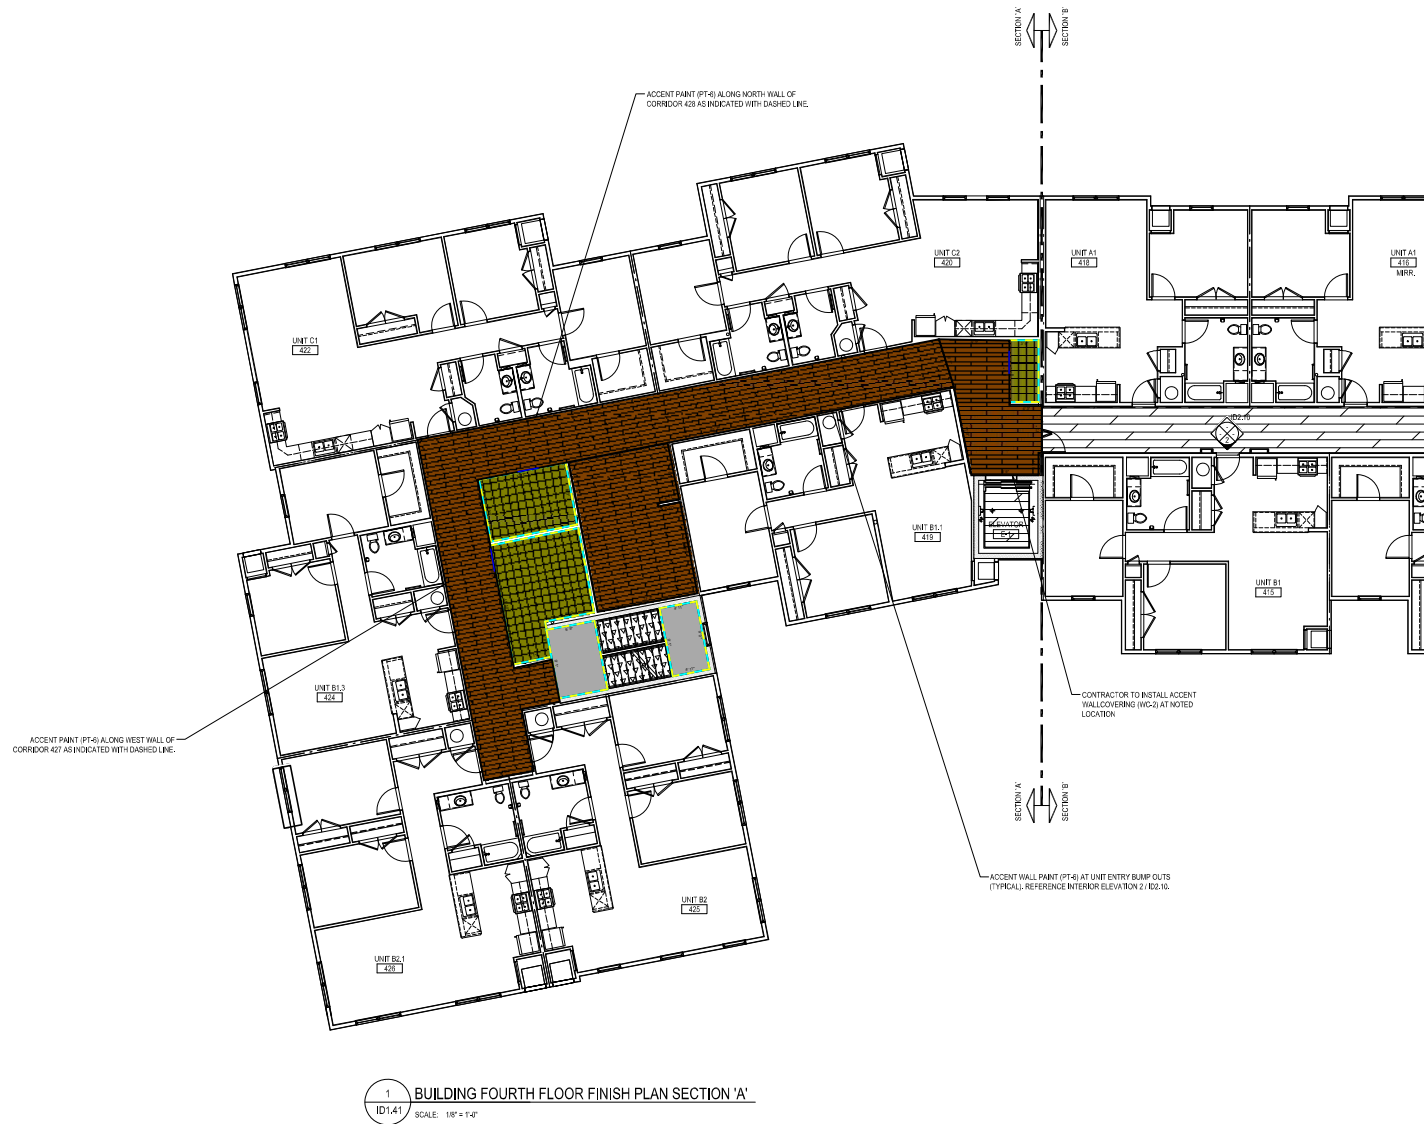 SECTION 'A'
SECTION 'B'
ACCENT PAINT (PT-6) ALONG NORTH WALL OF
CORRIDOR 428 AS INDICATED WITH DASHED LINE.
UNIT C2
420
UNIT A1
418
UNIT A1
416
MIRR.
UNIT C1
422
ID2.10
2
UNIT B1.1
419
ELEVATOR
UNIT B1
415
UNIT B1.3
424
CONTRACTOR TO INSTALL ACCENT
WALLCOVERING (WC-2) AT NOTED
LOCATION
ACCENT PAINT (PT-6) ALONG WEST WALL OF
CORRIDOR 427 AS INDICATED WITH DASHED LINE.
SECTION 'A'
SECTION 'B'
ACCENT WALL PAINT (PT-6) AT UNIT ENTRY BUMP OUTS
(TYPICAL). REFERENCE INTERIOR ELEVATION 2 / ID2.10.
UNIT B2
425
UNIT B2.1
426
1
ID1.41
BUILDING FOURTH FLOOR FINISH PLAN SECTION 'A'
SCALE: 1/8" = 1'-0"